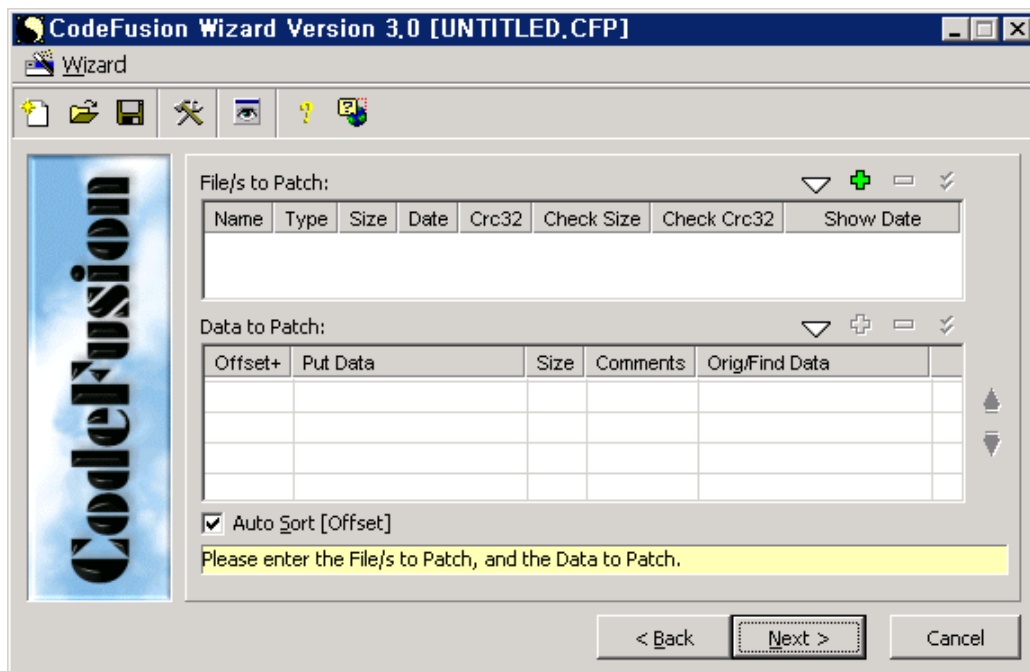 CodeFusion Wizard Version 3.0 [UNTITLED.CFP]
Wizard
CodeFusion
File/s to Patch:
Name Type Size Date Crc32 Check Size Check Crc32 Show Date
Data to Patch:
Offset+ Put Data Size Comments Orig/Find Data
Auto Sort [Offset]
Please enter the File/s to Patch, and the Data to Patch.
< Back Next > Cancel